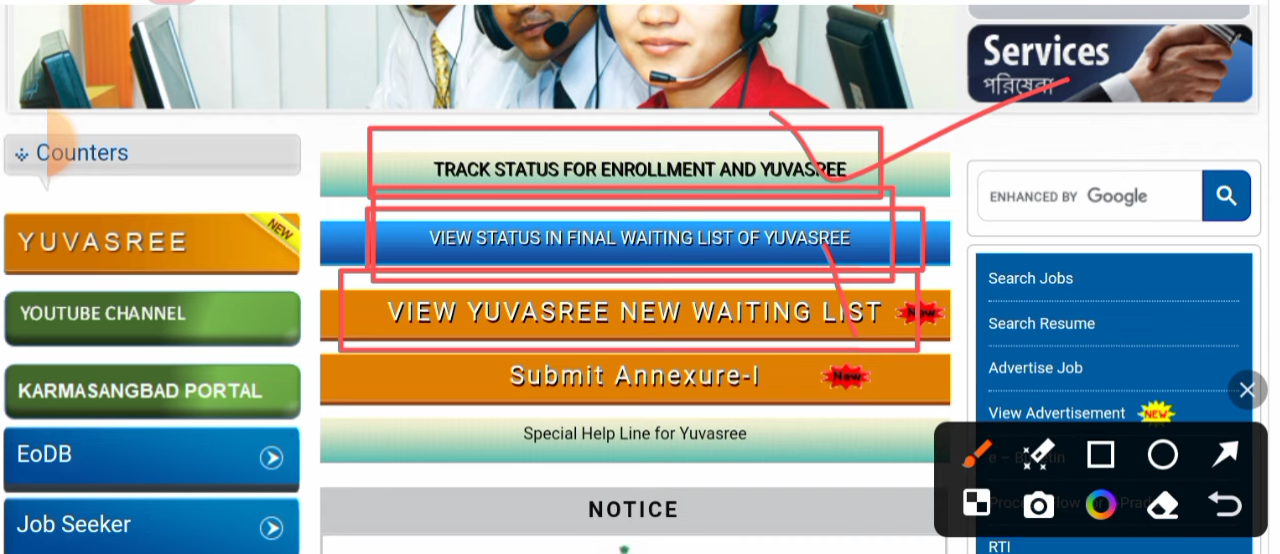 Services
পরিষেবা
Counters
YUVASREE
NEW
YOUTUBE CHANNEL
KARMASANGBAD PORTAL
EoDB
Job Seeker
TRACK STATUS FOR ENROLLMENT AND YUVASREE
VIEW STATUS IN FINAL WAITING LIST OF YUVASREE
VIEW YUVASREE NEW WAITING LIST New
Submit Annexure-I New
Special Help Line for Yuvasree
NOTICE
ENHANCED BY Google
Search Jobs
Search Resume
Advertise Job
View Advertisement NEW
RTI